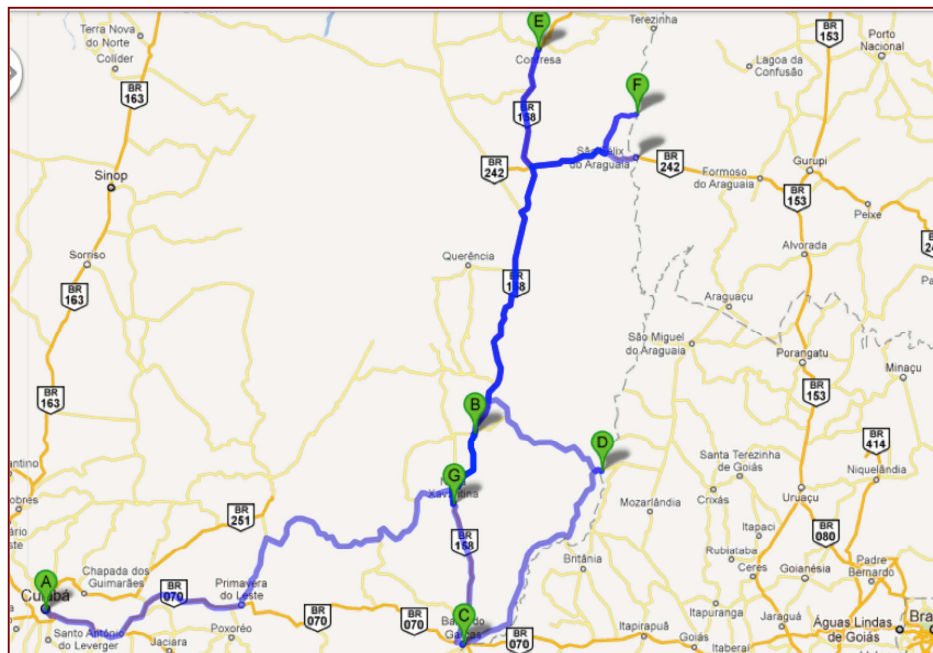 E
Terezinha
BR
153
Terra Nova
do Norte
Colíder
Confresa
Porto
Nacional
Lagoa da
Confusão
F
BR
163
BR
158
São Félix
do Araguaia
BR
242
BR
242
Formoso
do Araguaia
Gurupi
BR
153
Peixe
Sinop
Sorriso
BR
163
Querência
BR
158
Alvorada
Araguaçu
São Miguel
do Araguaia
Porangatu
Minaçu
BR
163
BR
153
B
D
BR
414
Santa Terezinha
de Goiás
Niquelândia
G
Crixás
Uruaçu
Mozarlândia
BR
251
BR
158
Itapaci
BR
080
Rubiataba
Ceres
Goianésia
Padre
Bernardo
Britânia
A
Cuiabá
Chapada dos
Guimarães
BR
070
Primavera
do Leste
BR
070
C
Itapuranga
Jaraguá
Santo Antônio
do Leverger
Jaciara
Poxoréo
BR
070
Itapirapuã
Goiás
Itaberaí
Águas Lindas
de Goiás